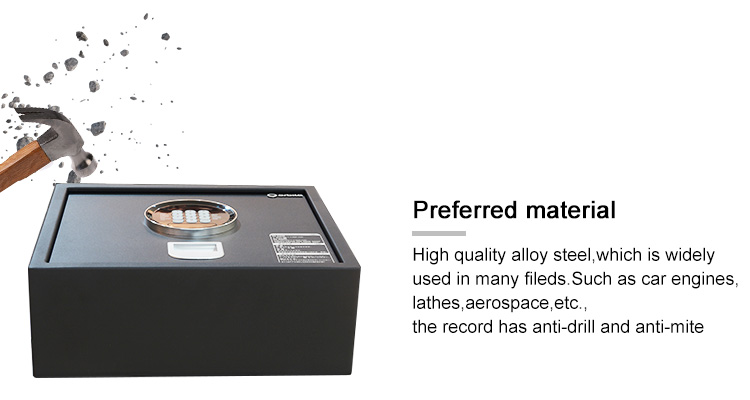 Preferred material
High quality alloy steel,which is widely
used in many fileds.Such as car engines,
lathes,aerospace,etc.,
the record has anti-drill and anti-mite